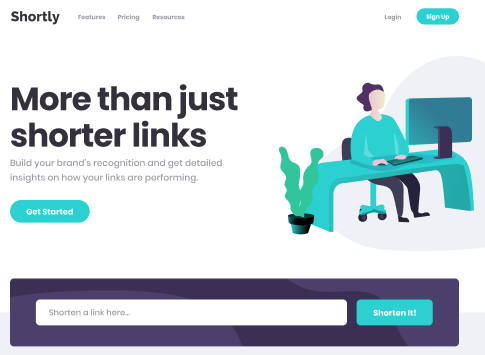 Shortly
Features Pricing Resources
Login
Sign Up
More than just
shorter links
Build your brand's recognition and get detailed
insights on how your links are performing.
Get Started
Shorten a link here...
Shorten It!